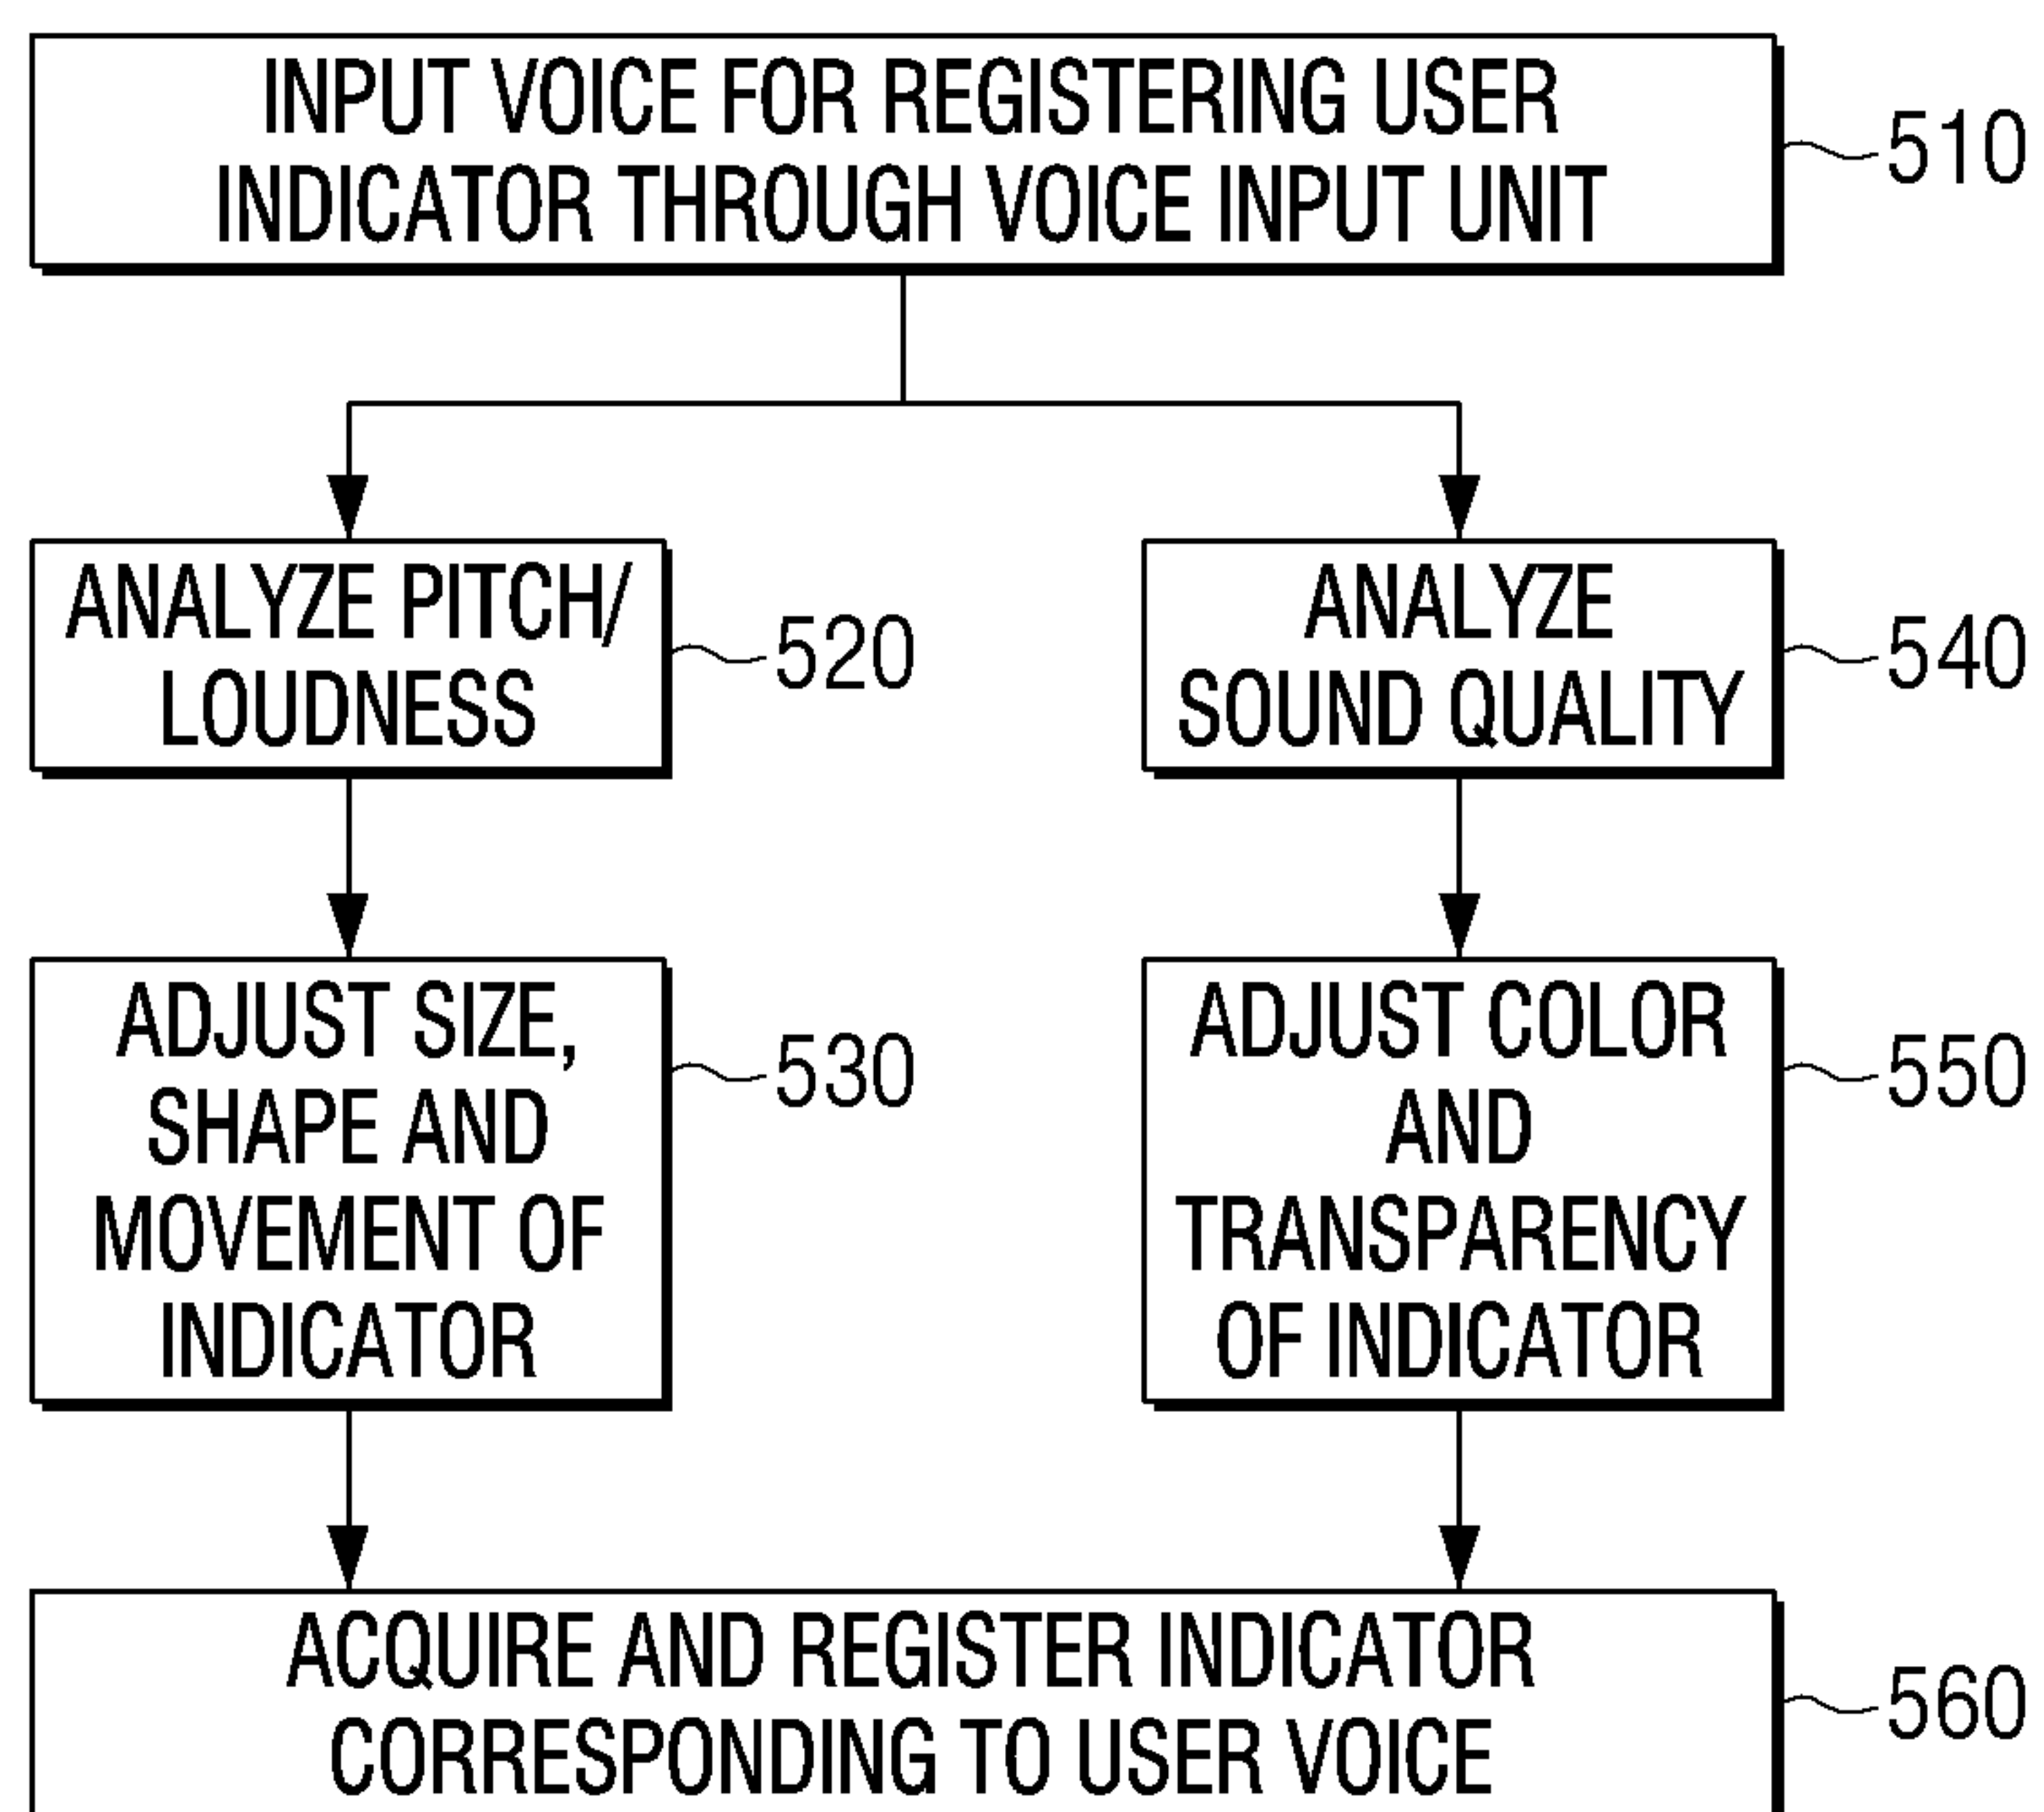 INPUT VOICE FOR REGISTERING USER
INDICATOR THROUGH VOICE INPUT UNIT
510
ANALYZE PITCH/
LOUDNESS
520
ANALYZE
SOUND QUALITY
540
ADJUST SIZE,
SHAPE AND
MOVEMENT OF
INDICATOR
530
ADJUST COLOR
AND
TRANSPARENCY
OF INDICATOR
550
ACQUIRE AND REGISTER INDICATOR
CORRESPONDING TO USER VOICE
560